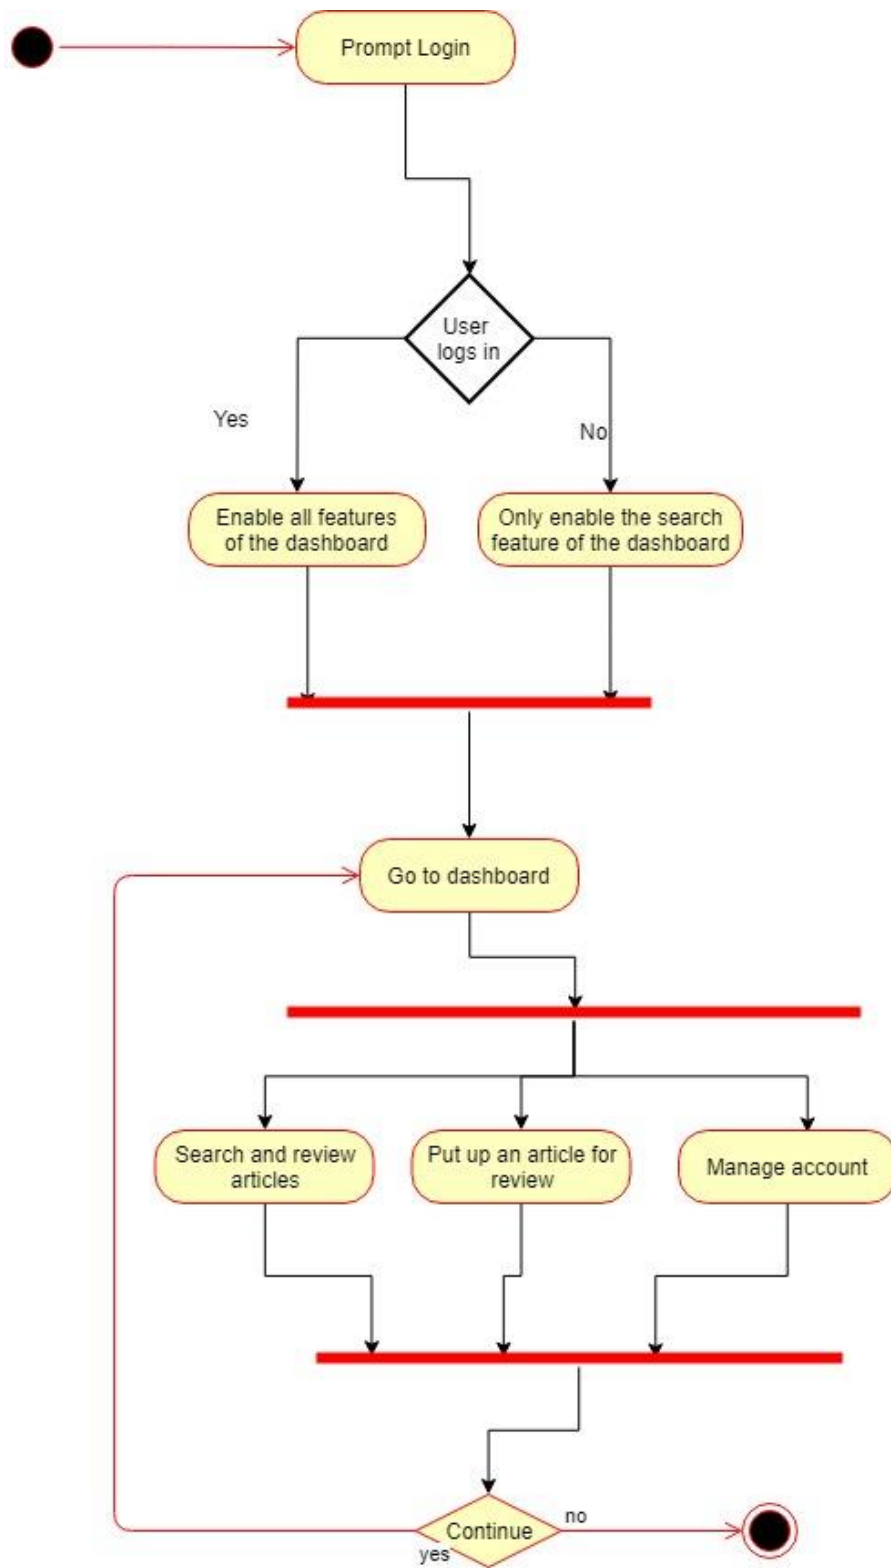 Prompt Login
User
logs in
Yes
No
Enable all features
of the dashboard
Only enable the search
feature of the dashboard
Go to dashboard
Search and review
articles
Put up an article for
review
Manage account
Continue
no
yes